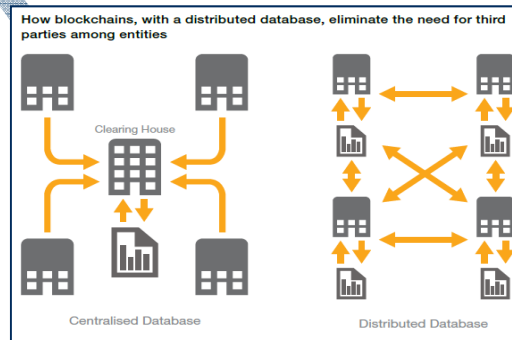 How blockchains, with a distributed database, eliminate the need for third
parties among entities
Clearing House
Centralised Database
Distributed Database